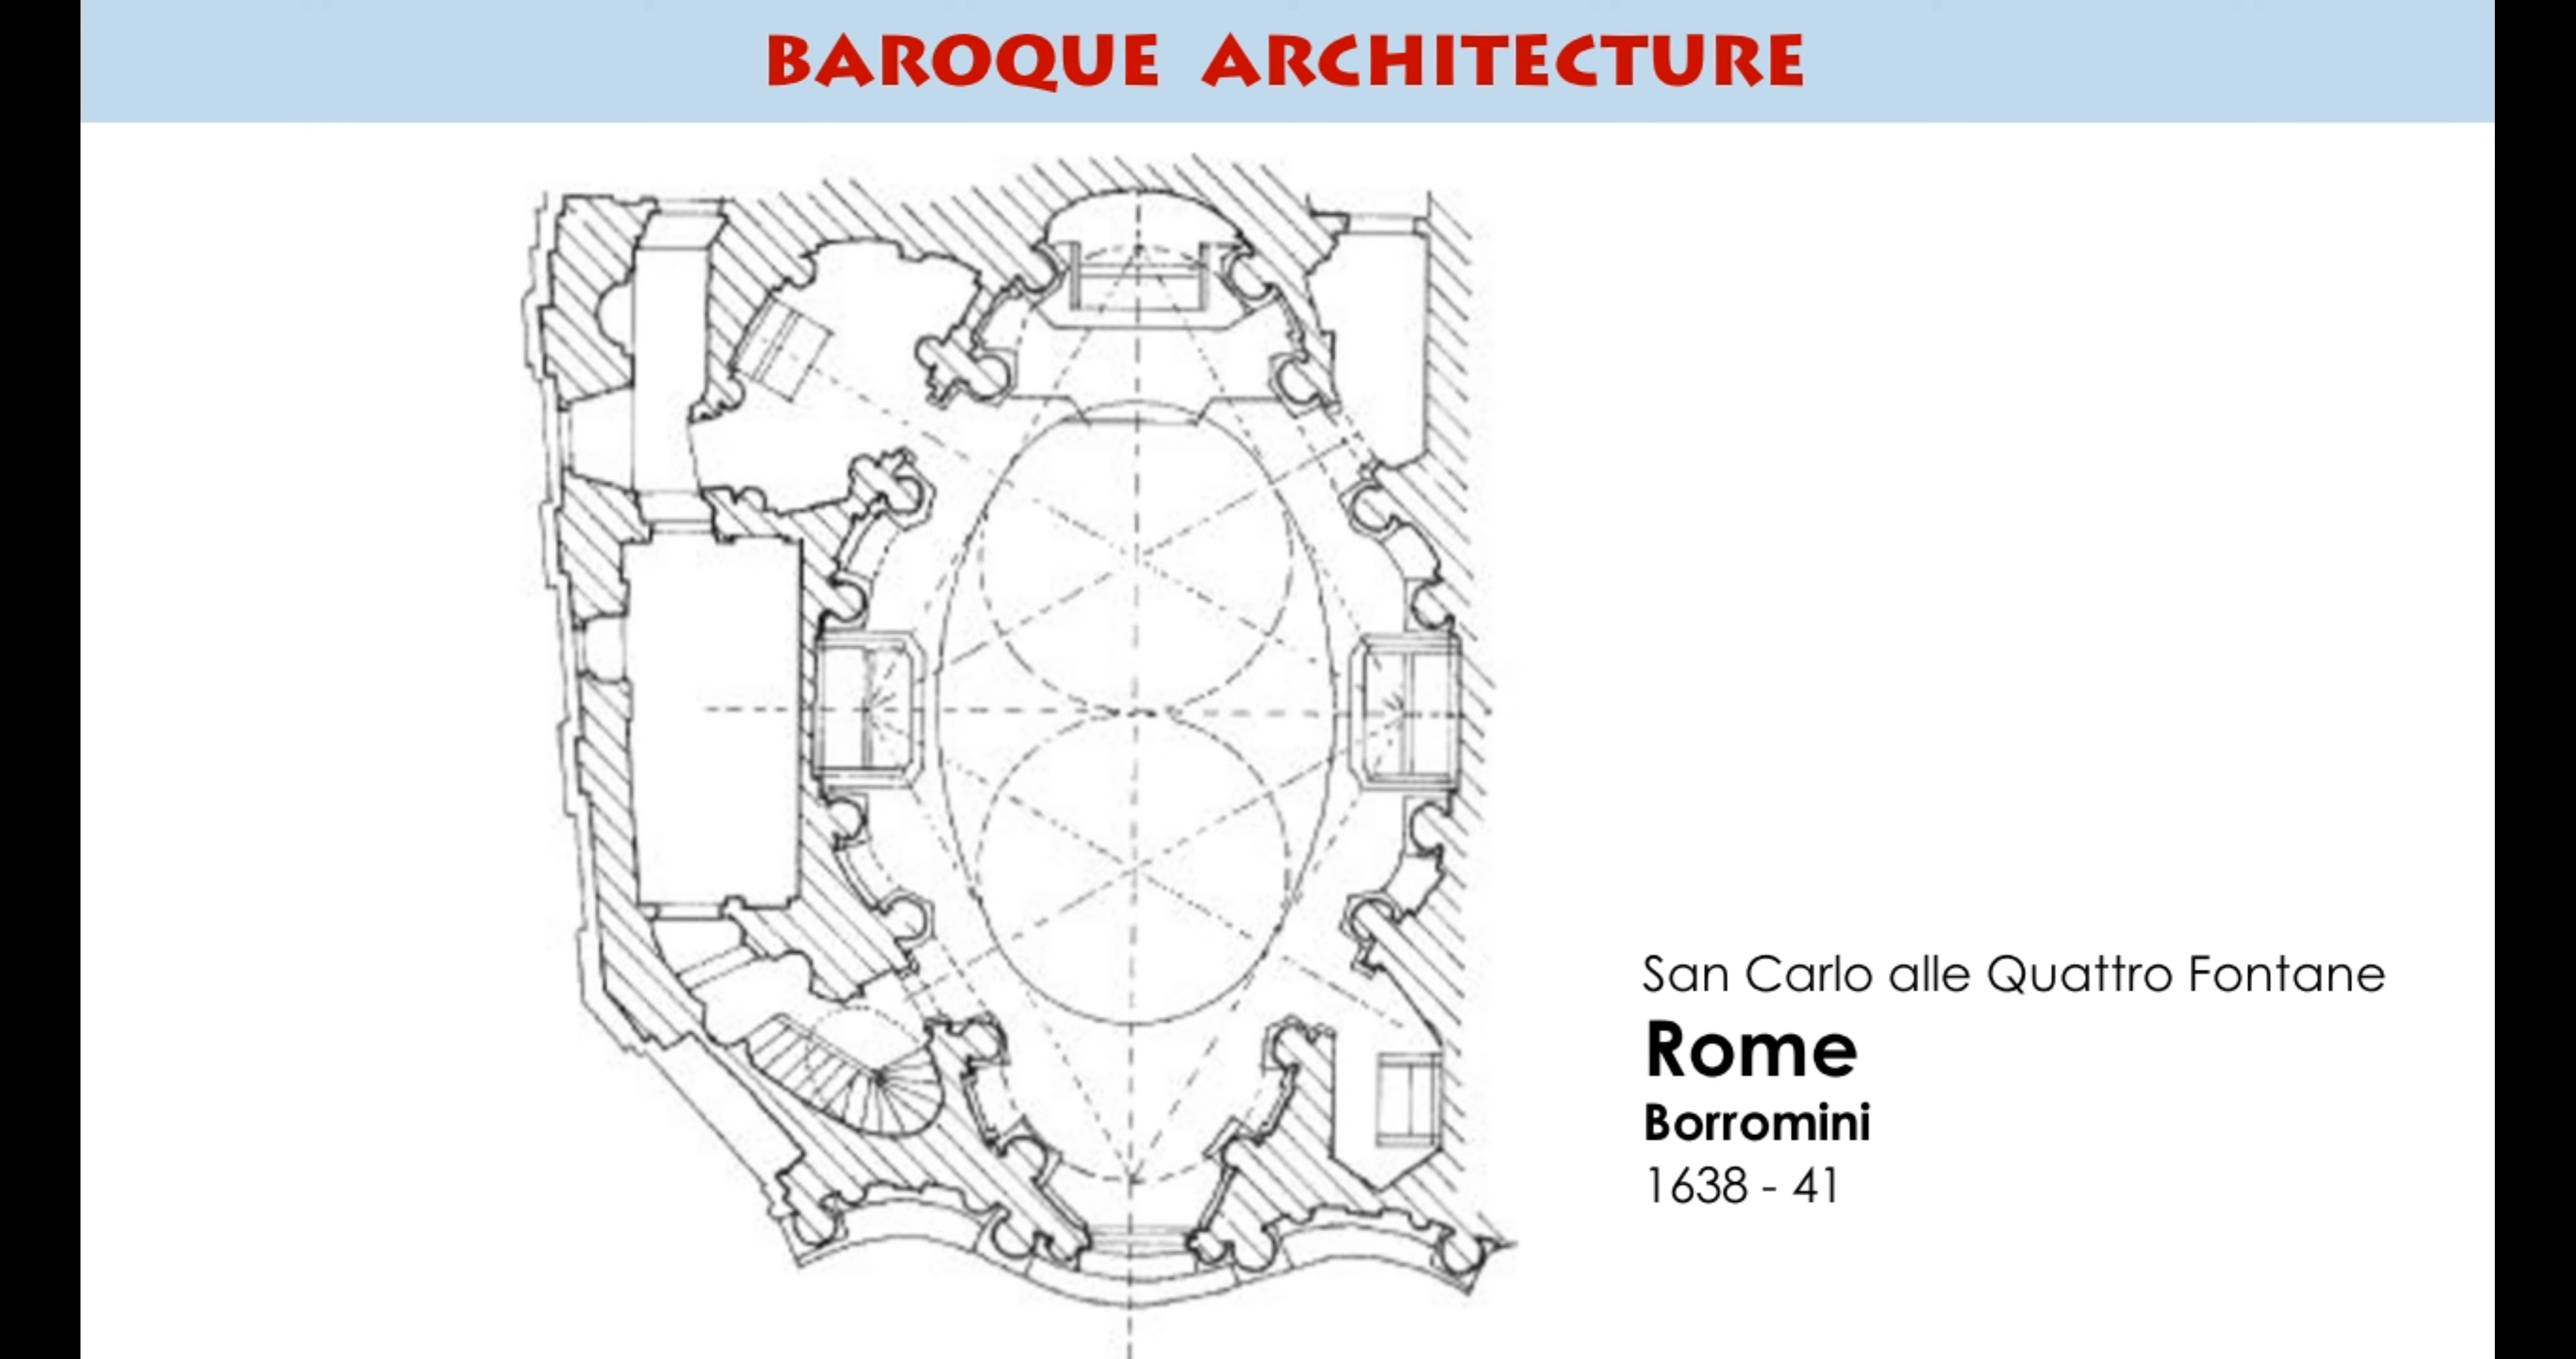 BAROQUE ARCHITECTURE
San Carlo alle Quattro Fontane
Rome
Borromini
1638 - 41